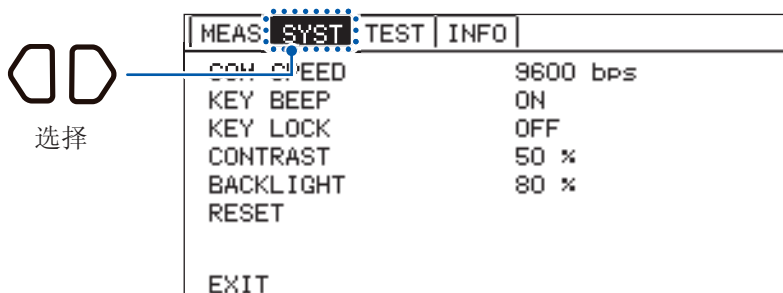 MEAS SYST TEST INFO
COM SPEED 9600 bps
KEY BEEP ON
KEY LOCK OFF
CONTRAST 50 %
BACKLIGHT 80 %
RESET
EXIT
选择